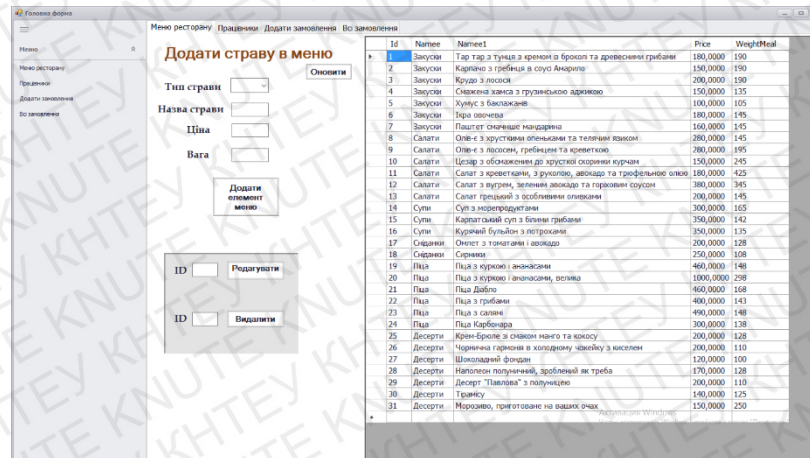 Головна форма
Меню ресторану Працівники Додати замовлення Всі замовлення
Меню
Меню ресторану
Працівники
Додати замовлення
Всі замовлення
Додати страву в меню
Оновити
Тип страви
Назва страви
Ціна
Вага
Додати елемент меню
ID Редагувати
ID Видалити
Id Namee Namee1 Price WeightMeal
1 Закуски Тар тар з тунця з кремом із броколі та древесними грибами 180,0000 190
2 Закуски Карпачо з гребінця в соусі Амарило 150,0000 190
3 Закуски Крудо з лосося 200,0000 190
4 Закуски Смажена хамса з грузинською аджикою 150,0000 135
5 Закуски Хумус з баклажанів 100,0000 105
6 Закуски Ікра овочева 180,0000 145
7 Закуски Паштет смачніше мандарина 160,0000 145
8 Салати Олів-є з хрусткими опеньками та телячим язиком 280,0000 145
9 Салати Олів-є з лососем, гребінцем та креветкою 280,0000 195
10 Салати Цезар з обсмаженим до хрусткої скоринки курчам 150,0000 245
11 Салати Салат з креветками, з руколою, авокадо та трюфельною олією 180,0000 425
12 Салати Салат з вугрем, зеленим авокадо та горіховим соусом 380,0000 345
13 Салати Салат грецький з особливими оливками 200,0000 145
14 Супи Суп з морепродуктами 300,0000 165
15 Супи Карпатський суп з білими грибами 350,0000 142
16 Супи Курячий бульйон з потрохами 350,0000 135
17 Сніданки Омлет з томатами і авокадо 200,0000 128
18 Сніданки Сирники 250,0000 108
19 Піца Піца з куркою і ананасами 460,0000 148
20 Піца Піца з куркою і ананасами, велика 1000,0000 298
21 Піца Піца Діабло 460,0000 168
22 Піца Піца з грибами 400,0000 143
23 Піца Піца з салямі 490,0000 148
24 Піца Піца Карбонара 300,0000 138
25 Десерти Крем-Брюле зі смаком манго та кокосу 200,0000 128
26 Десерти Чорнична гармонія в холодному чізкейку з киселем 200,0000 110
27 Десерти Шоколадний фондан 120,0000 100
28 Десерти Наполеон полуничний, зроблений як треба 170,0000 128
29 Десерти Десерт "Павлова" з полуницею 200,0000 110
30 Десерти Тірамісу 140,0000 125
31 Десерти Морозиво, приготоване на ваших очах 150,0000 250
Активация Windows